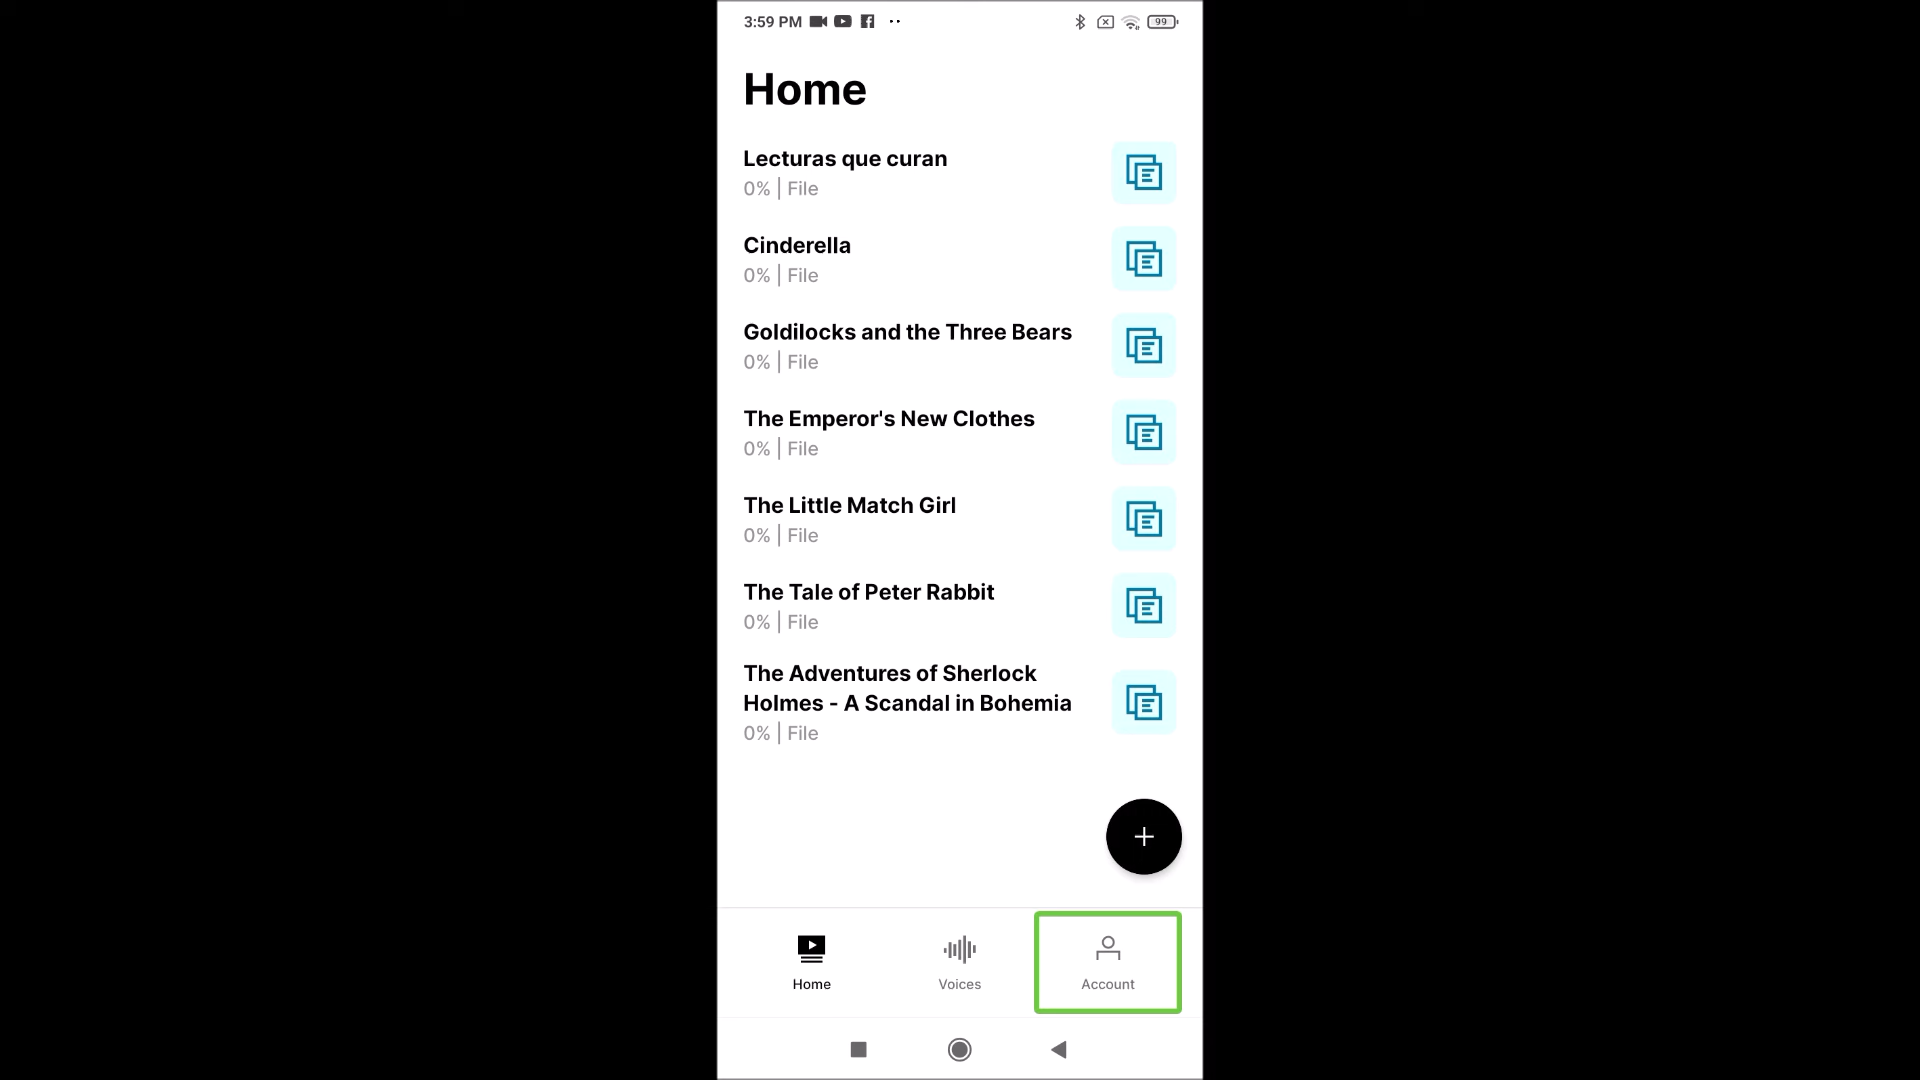 3:59 PM
99
Home
Lecturas que curan
0% | File
Cinderella
0% | File
Goldilocks and the Three Bears
0% | File
The Emperor's New Clothes
0% | File
The Little Match Girl
0% | File
The Tale of Peter Rabbit
0% | File
The Adventures of Sherlock
Holmes - A Scandal in Bohemia
0% | File
+
Home
Voices
Account